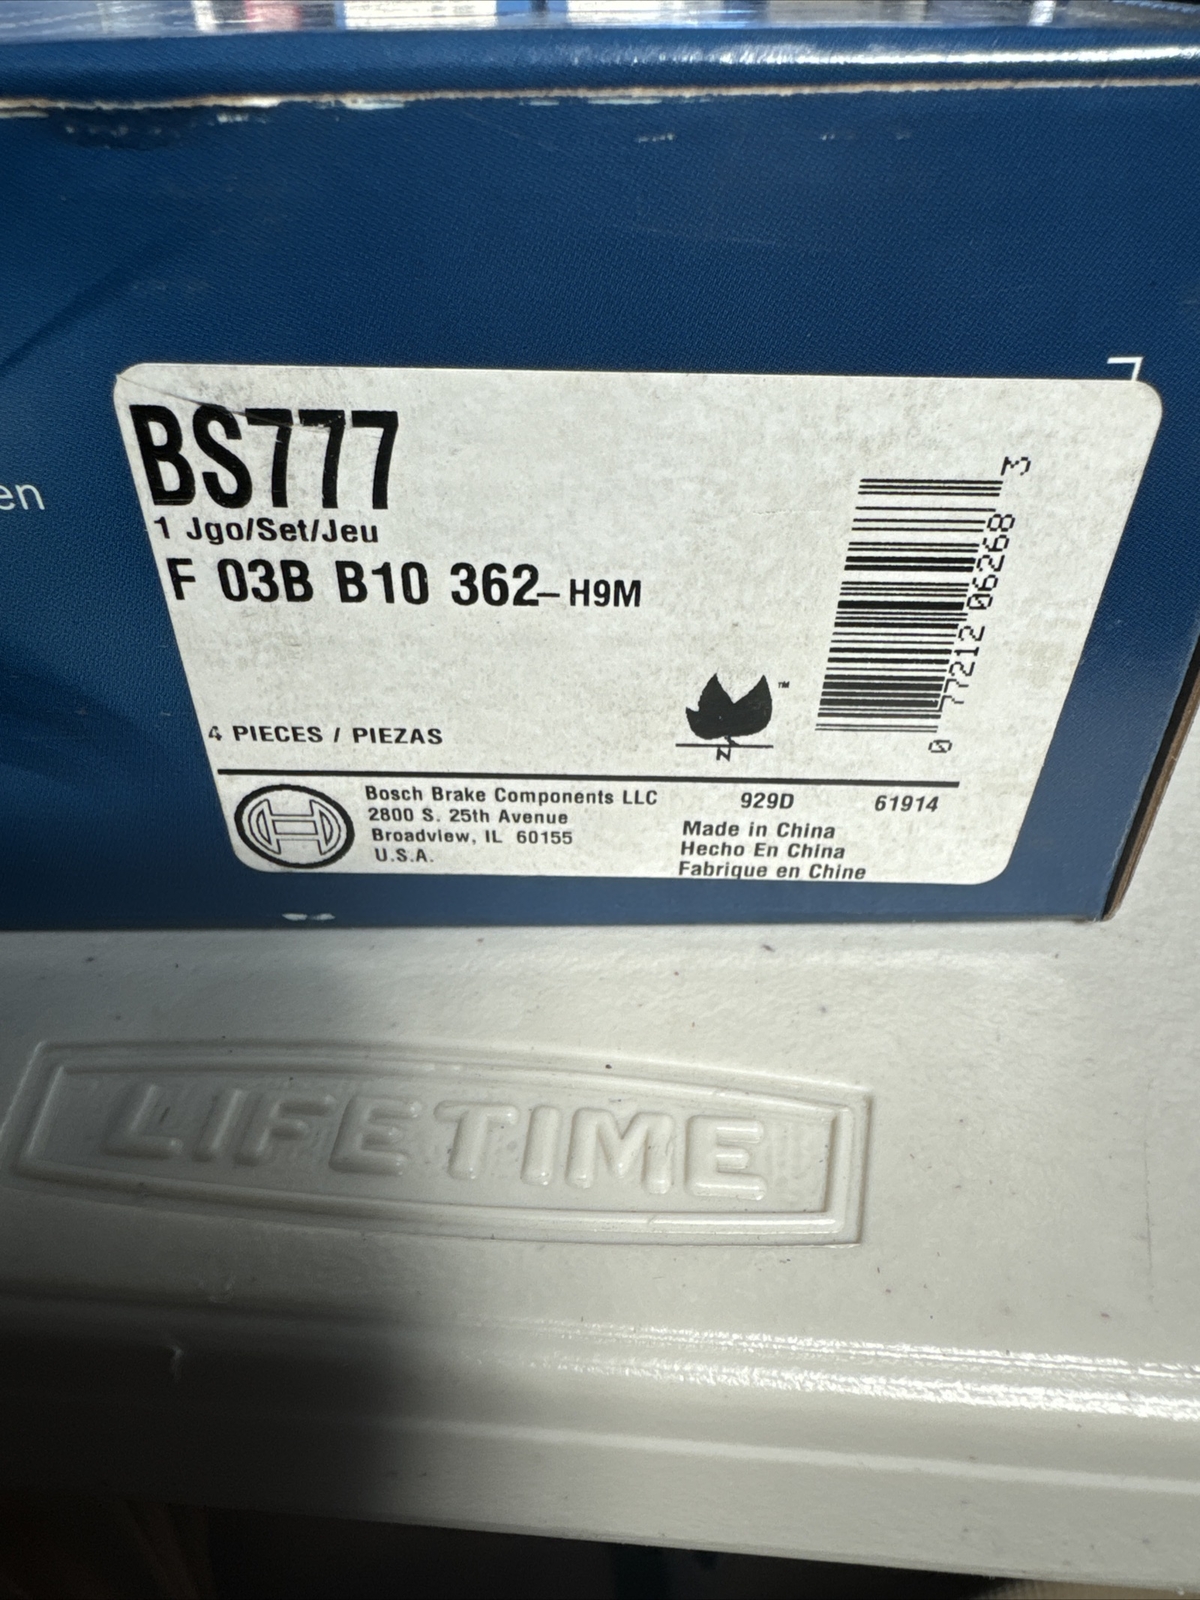 en
BS777
1 Jgo/Set/Jeu
F 03B B10 362-H9M
4 PIECES / PIEZAS
N
TM
0 77212 06268 3
Bosch Brake Components LLC
2800 S. 25th Avenue
Broadview, IL 60155
U.S.A.
929D 61914
Made in China
Hecho En China
Fabrique en Chine
LIFETIME